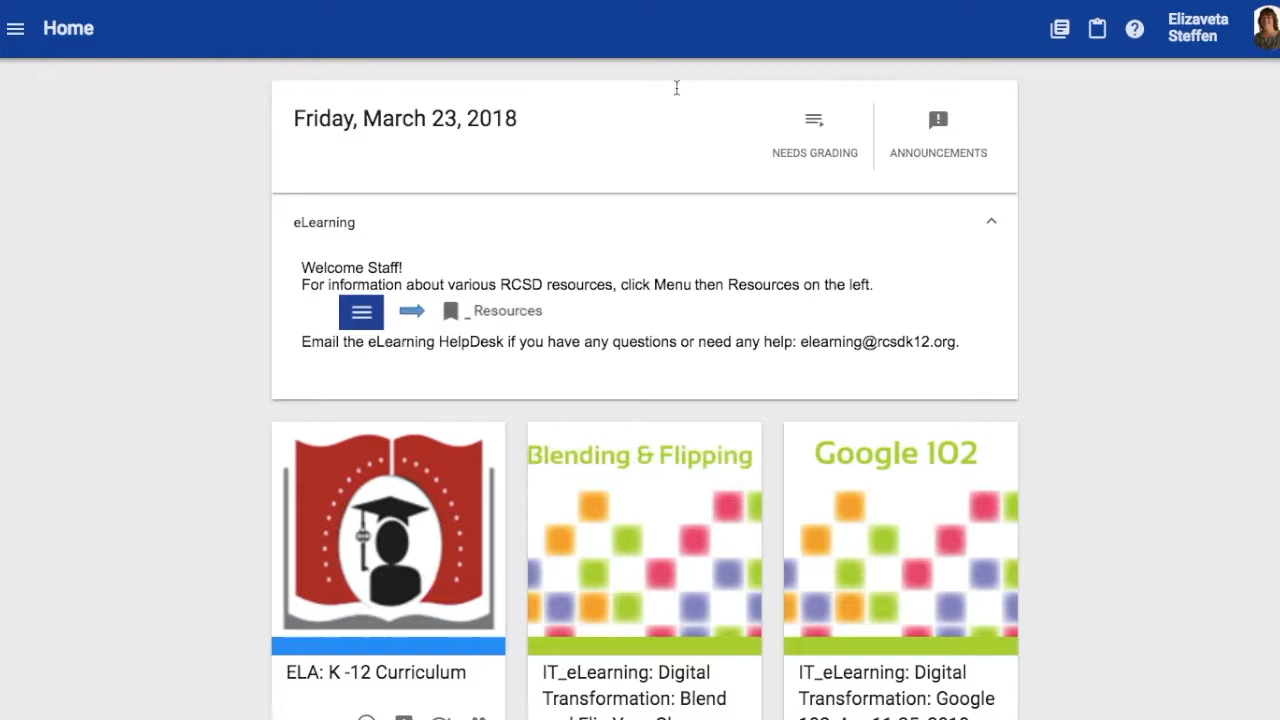 Home
Elizaveta
Steffen
Friday, March 23, 2018
NEEDS GRADING
ANNOUNCEMENTS
eLearning
Welcome Staff!
For information about various RCSD resources, click Menu then Resources on the left.
_ Resources
Email the eLearning HelpDesk if you have any questions or need any help: elearning@rcsdk12.org.
Blending & Flipping
Google 102
ELA: K -12 Curriculum
IT_eLearning: Digital
Transformation: Blend
IT_eLearning: Digital
Transformation: Google